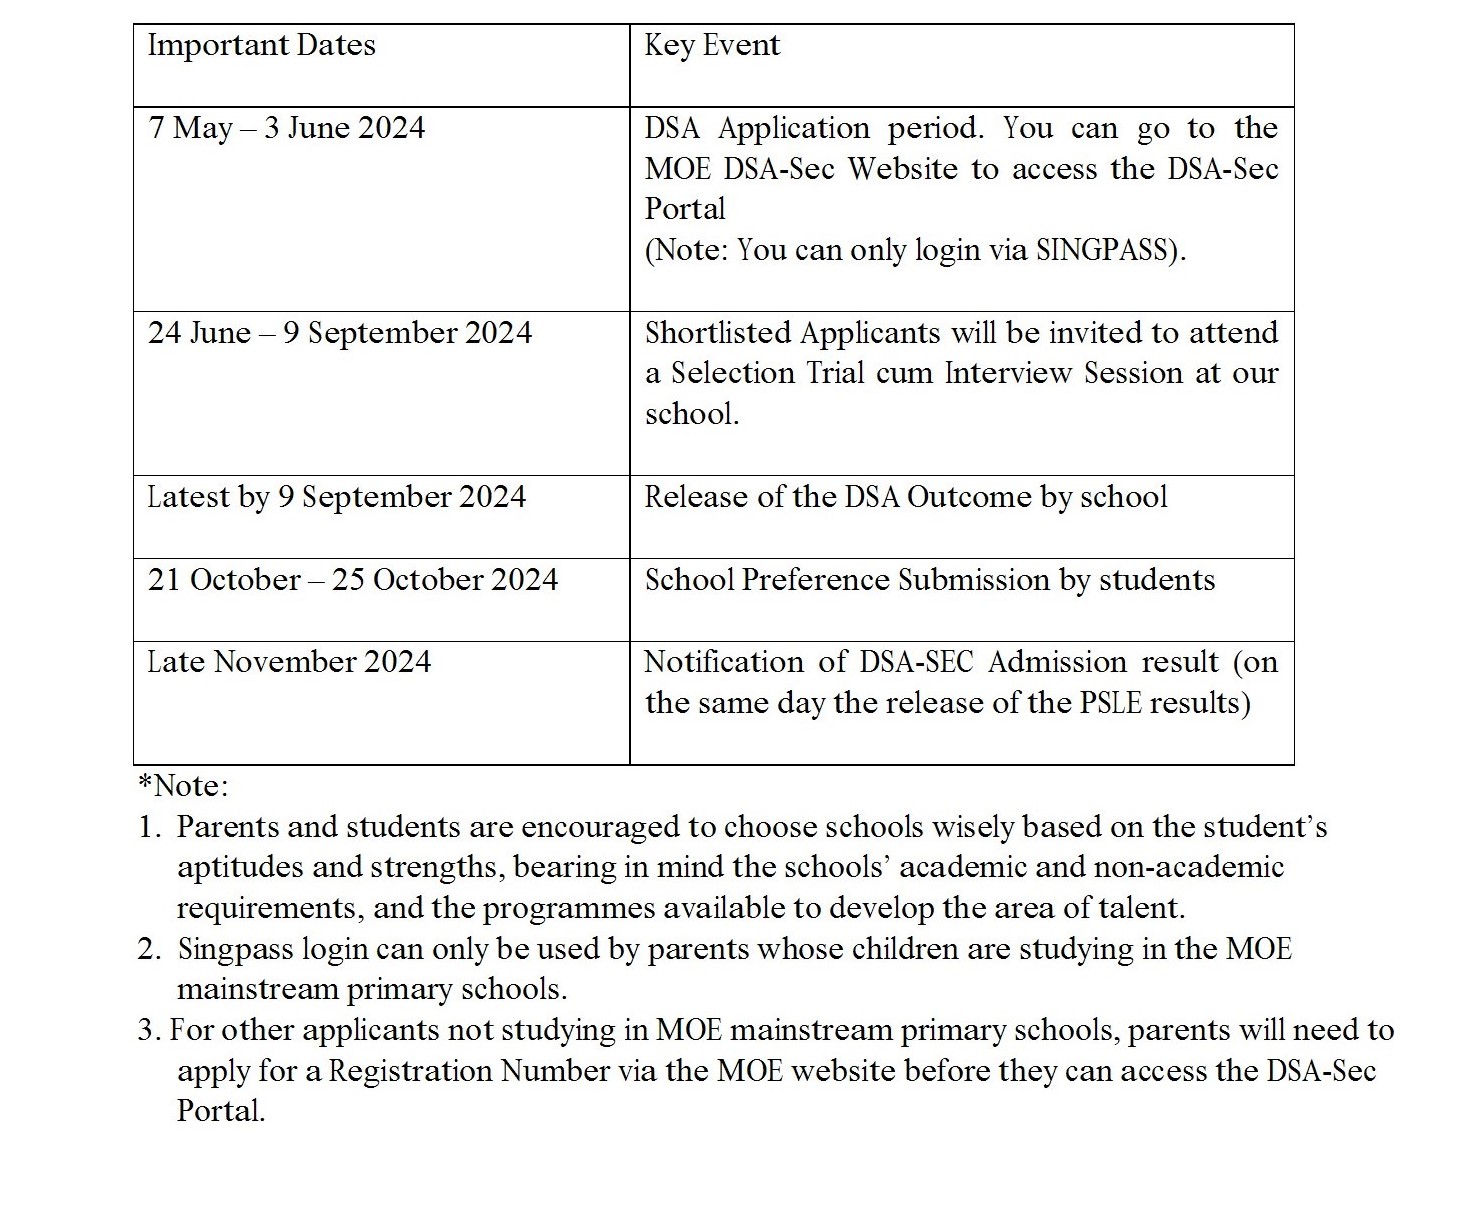 Important Dates
Key Event
7 May – 3 June 2024
DSA Application period. You can go to the
MOE DSA-Sec Website to access the DSA-Sec
Portal
(Note: You can only login via SINGPASS).
24 June – 9 September 2024
Shortlisted Applicants will be invited to attend
a Selection Trial cum Interview Session at our
school.
Latest by 9 September 2024
Release of the DSA Outcome by school
21 October – 25 October 2024
School Preference Submission by students
Late November 2024
Notification of DSA-SEC Admission result (on
the same day the release of the PSLE results)
*Note:
1. Parents and students are encouraged to choose schools wisely based on the student’s
aptitudes and strengths, bearing in mind the schools’ academic and non-academic
requirements, and the programmes available to develop the area of talent.
2. Singpass login can only be used by parents whose children are studying in the MOE
mainstream primary schools.
3. For other applicants not studying in MOE mainstream primary schools, parents will need to
apply for a Registration Number via the MOE website before they can access the DSA-Sec
Portal.